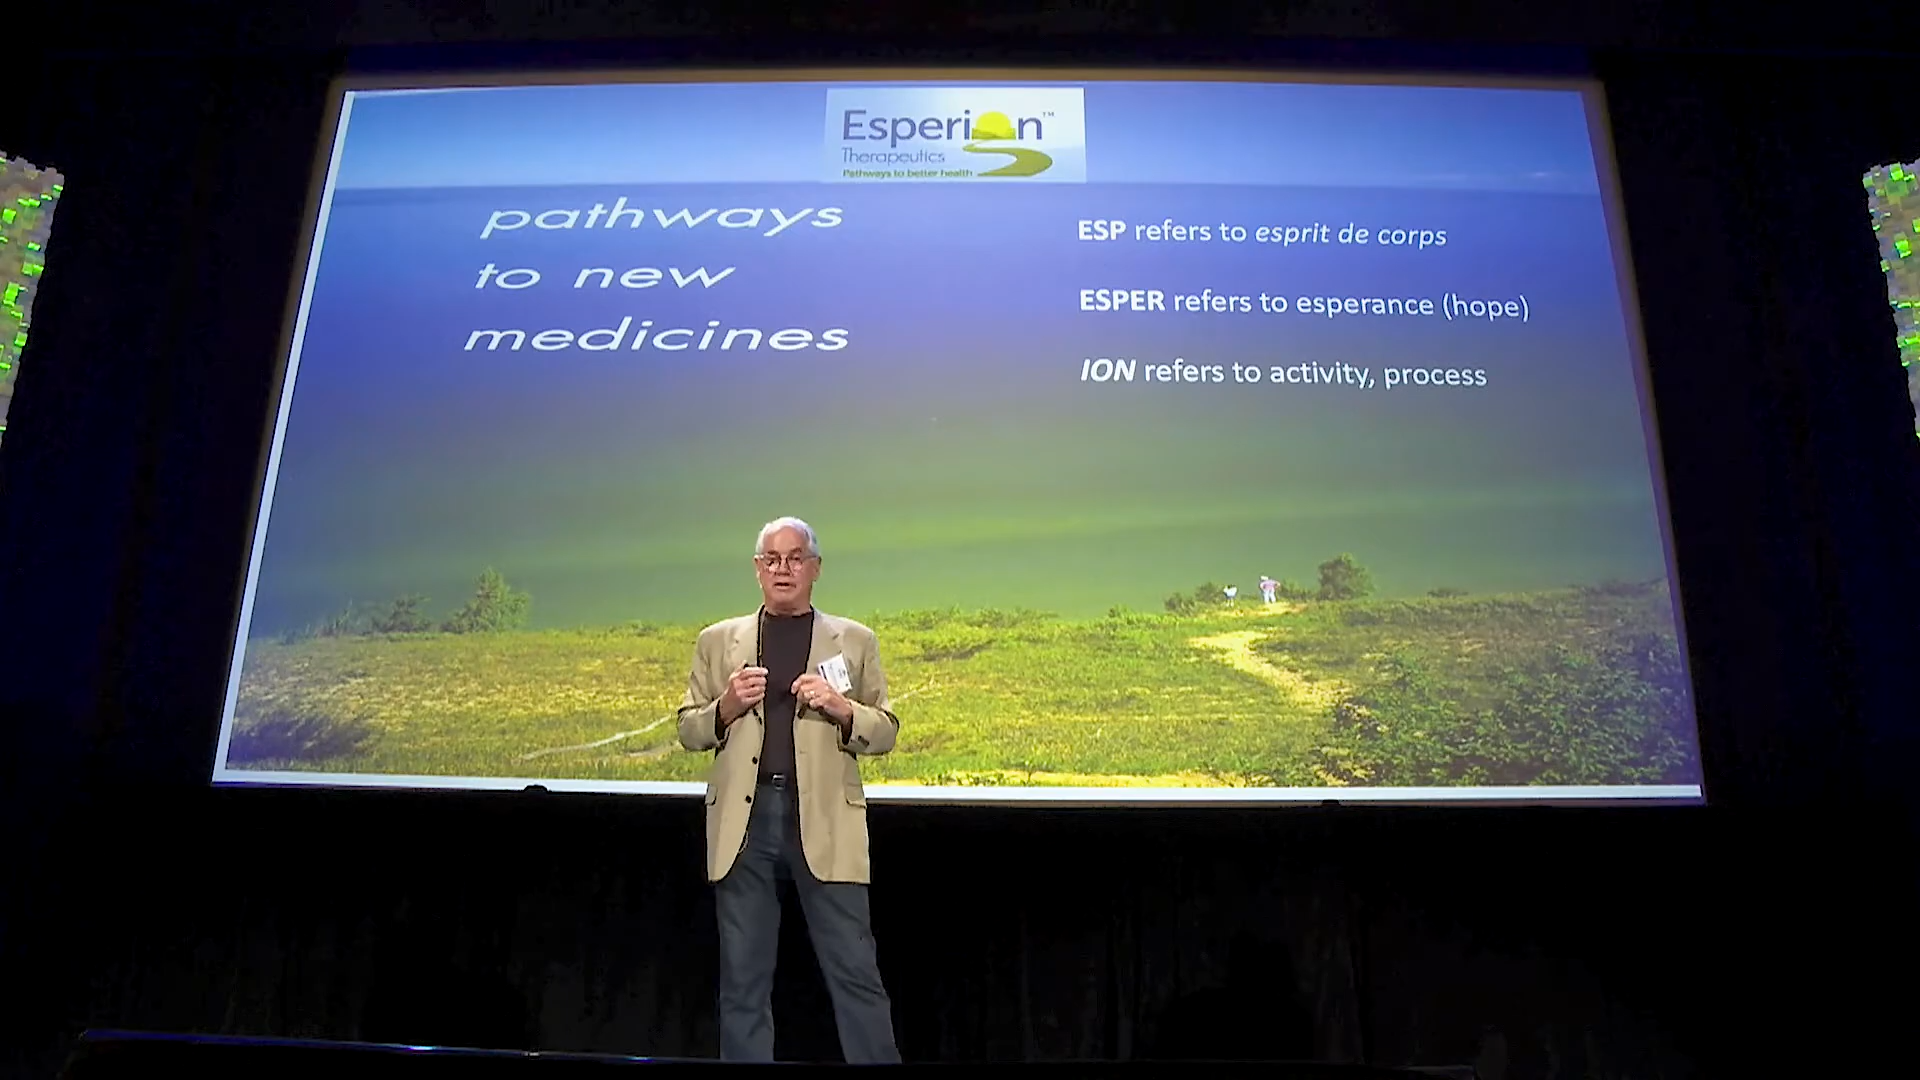 Esperion™
Therapeutics
Pathways to better health
pathways
to new
medicines
ESP refers to esprit de corps
ESPER refers to esperance (hope)
ION refers to activity, process